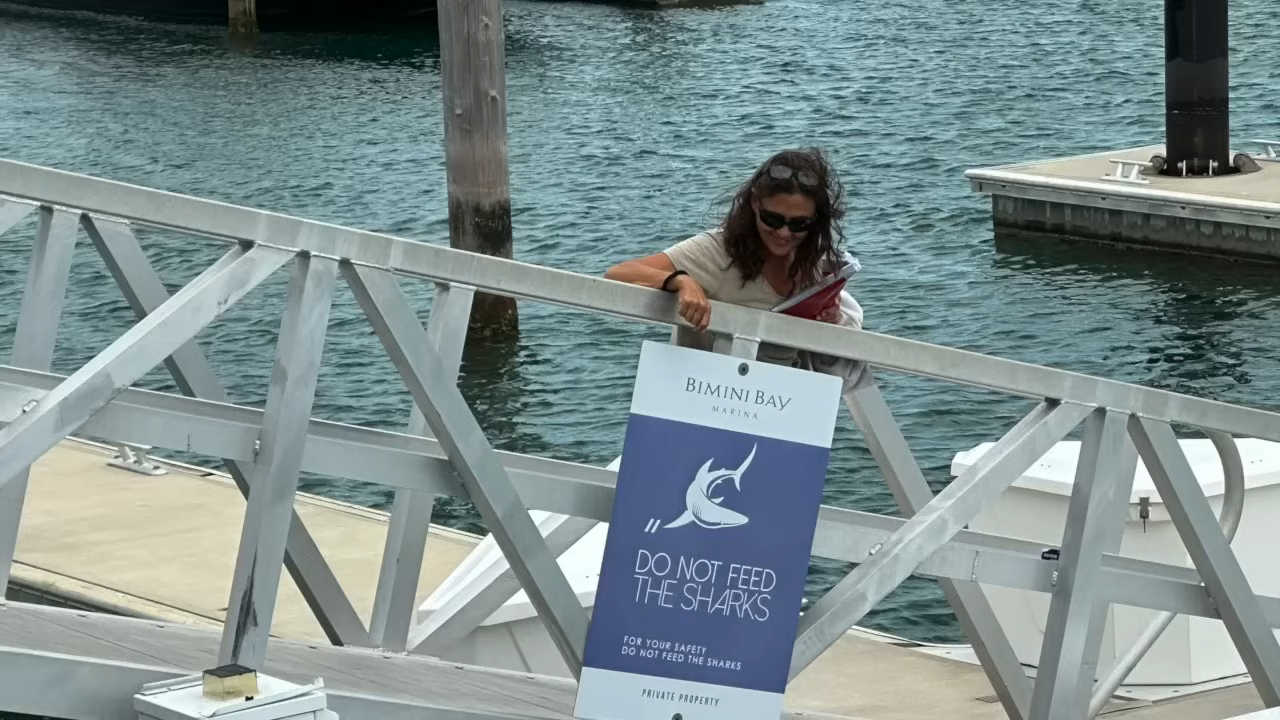 BIMINI BAY
MARINA
DO NOT FEED
THE SHARKS
FOR YOUR SAFETY
DO NOT FEED THE SHARKS
PRIVATE PROPERTY